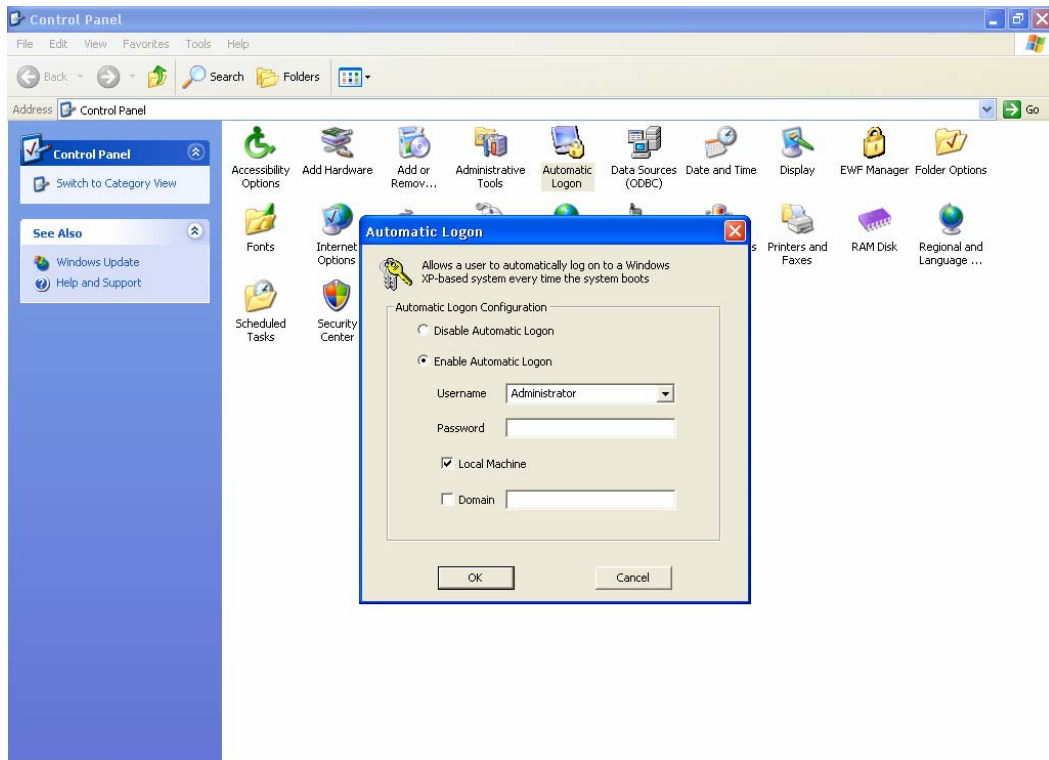 Control Panel
File Edit View Favorites Tools Help
Back Search Folders
Address Control Panel Go
Control Panel
Switch to Category View
See Also
Windows Update
Help and Support
Accessibility Options
Add Hardware
Add or Remov...
Administrative Tools
Automatic Logon
Data Sources (ODBC)
Date and Time
Display
EWF Manager
Folder Options
Fonts
Internet Options
s
Printers and Faxes
RAM Disk
Regional and Language ...
Scheduled Tasks
Security Center
Automatic Logon
Allows a user to automatically log on to a Windows
XP-based system every time the system boots
Automatic Logon Configuration
Disable Automatic Logon
Enable Automatic Logon
Username Administrator
Password
Local Machine
Domain
OK Cancel